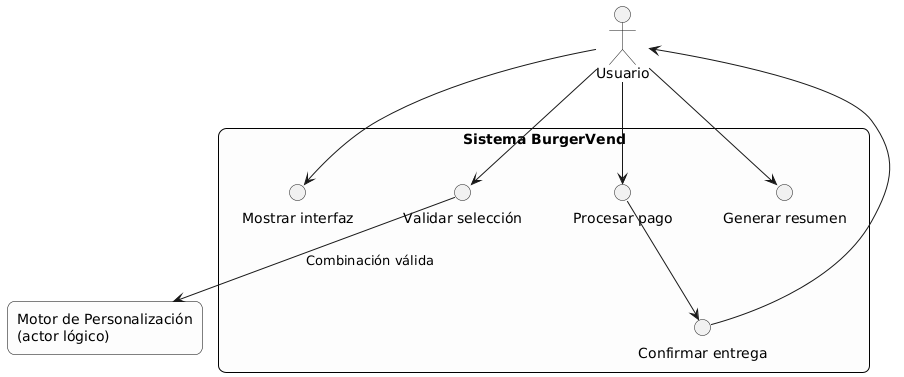 Usuario
Sistema BurgerVend
Mostrar interfaz
Validar selección
Procesar pago
Generar resumen
Combinación válida
Motor de Personalización
(actor lógico)
Confirmar entrega